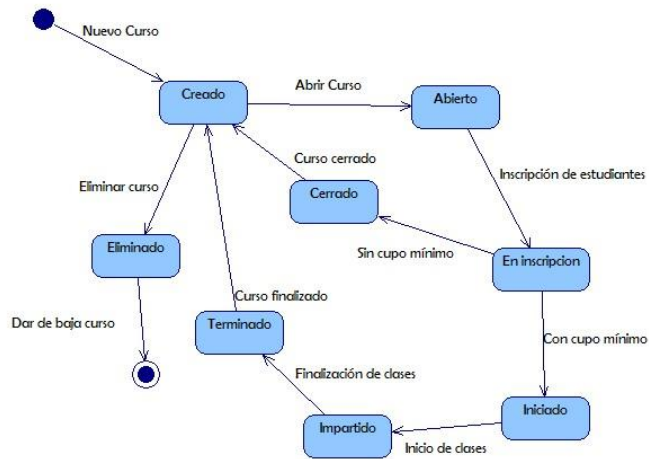 Nuevo Curso
Creado
Abrir Curso
Abierto
Curso cerrado
Inscripción de estudiantes
Eliminar curso
Cerrado
Eliminado
Sin cupo mínimo
En inscripcion
Curso finalizado
Dar de baja curso
Terminado
Con cupo mínimo
Finalización de clases
Iniciado
Impartido
Inicio de clases